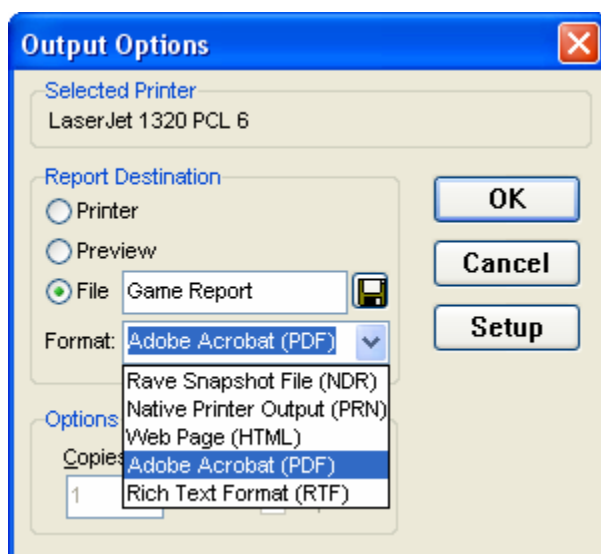 Output Options
Selected Printer
LaserJet 1320 PCL 6
Report Destination
Printer
Preview
File Game Report
Format: Adobe Acrobat (PDF)
Rave Snapshot File (NDR)
Native Printer Output (PRN)
Web Page (HTML)
Adobe Acrobat (PDF)
Rich Text Format (RTF)
Options
Copies
1
OK
Cancel
Setup